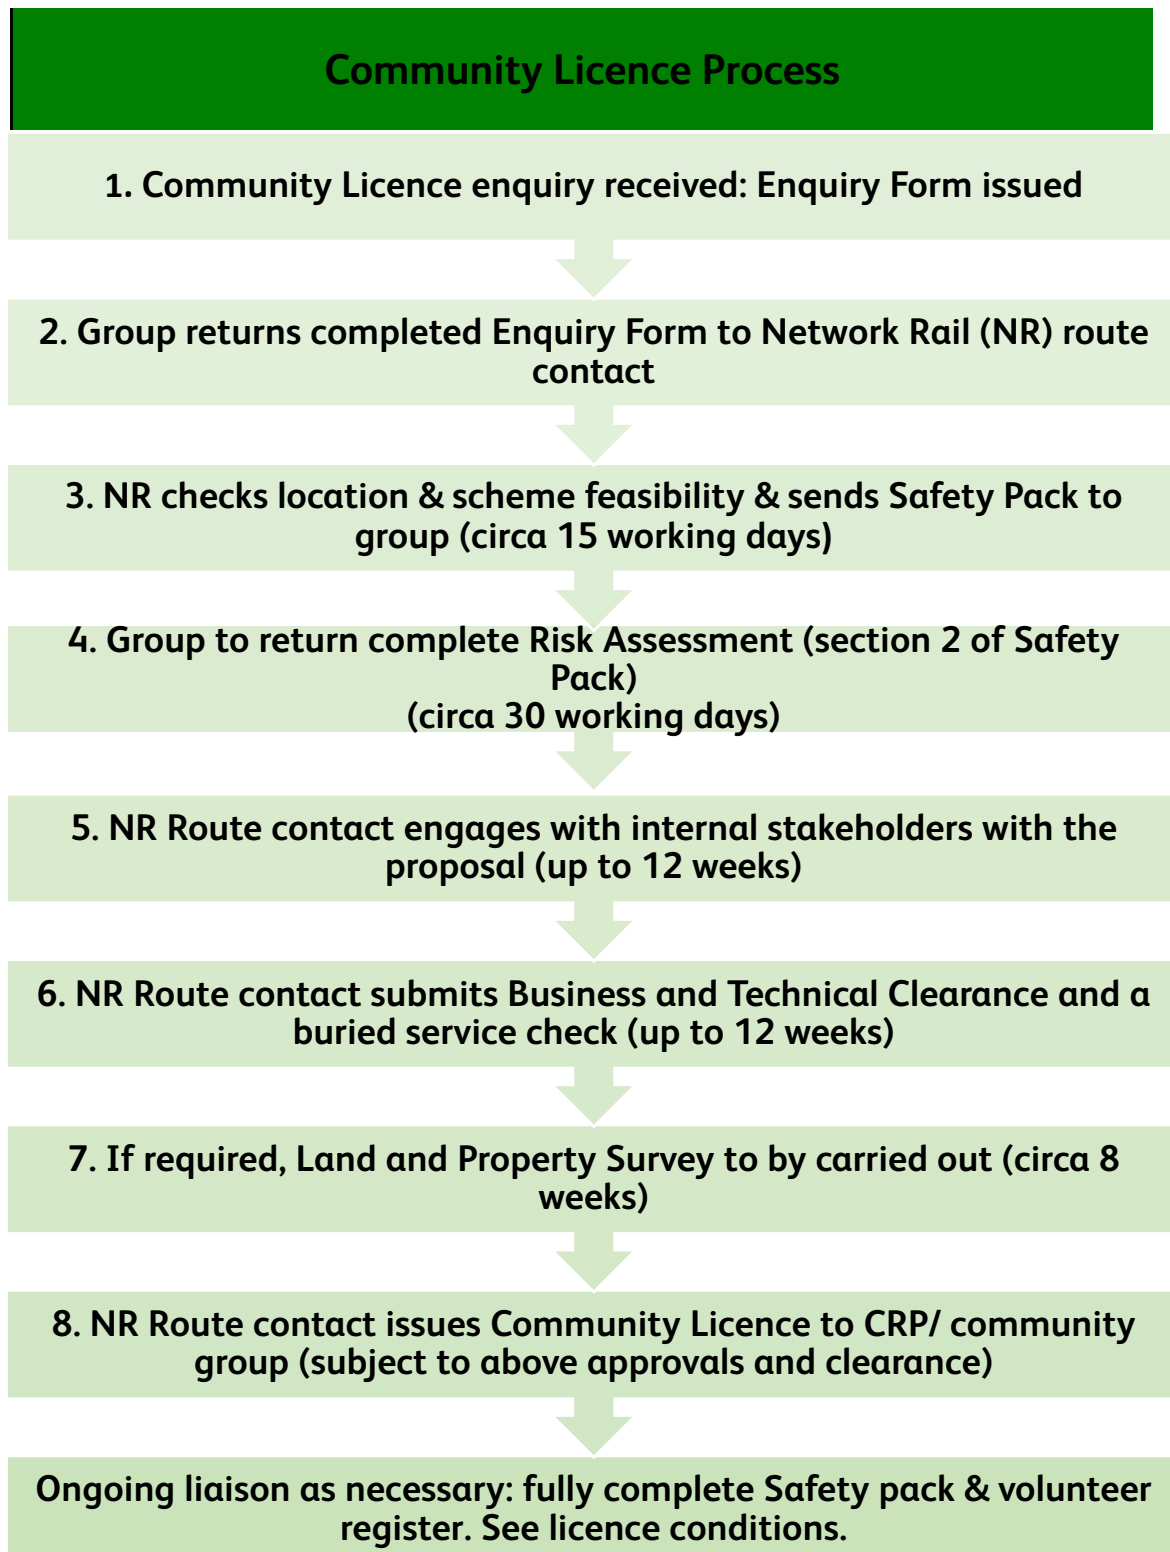 Community Licence Process
1. Community Licence enquiry received: Enquiry Form issued
2. Group returns completed Enquiry Form to Network Rail (NR) route
contact
3. NR checks location & scheme feasibility & sends Safety Pack to
group (circa 15 working days)
4. Group to return complete Risk Assessment (section 2 of Safety
Pack)
(circa 30 working days)
5. NR Route contact engages with internal stakeholders with the
proposal (up to 12 weeks)
6. NR Route contact submits Business and Technical Clearance and a
buried service check (up to 12 weeks)
7. If required, Land and Property Survey to by carried out (circa 8
weeks)
8. NR Route contact issues Community Licence to CRP/ community
group (subject to above approvals and clearance)
Ongoing liaison as necessary: fully complete Safety pack & volunteer
register. See licence conditions.